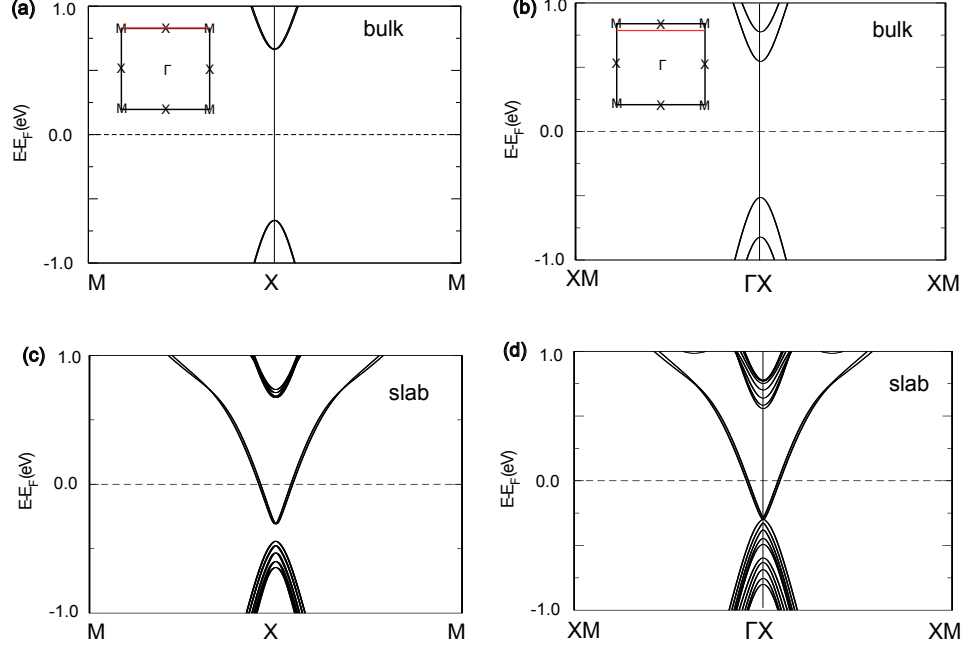 (a)
1.0
bulk
M X M
X Γ X
M X M
E-E_F(eV)
0.0
-1.0
M X M
(b)
1.0
bulk
M X M
X Γ X
M X M
E-E_F(eV)
0.0
-1.0
XM ΓX XM
(c)
1.0
slab
E-E_F(eV)
0.0
-1.0
M X M
(d)
1.0
slab
E-E_F(eV)
0.0
-1.0
XM ΓX XM